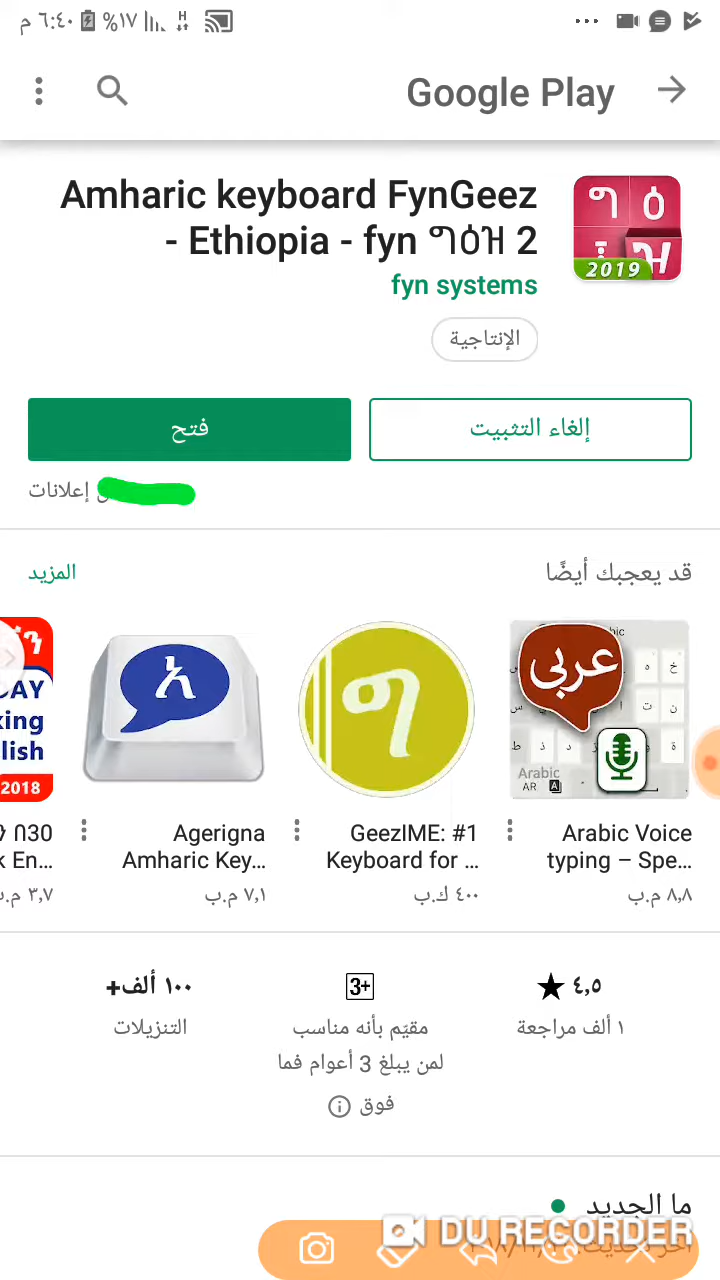 ٦:٤٠ م %١٧
Google Play
Amharic keyboard FynGeez
- Ethiopia - fyn ግዕዝ 2
fyn systems
2019
الإنتاجية
إلغاء التثبيت
فتح
إعلانات
قد يعجبك أيضًا
المزيد
عربي
Arabic
AR
አ
ግ
DAY
lish
2018
Arabic Voice
typing – Spe...
٨,٨ م.ب
GeezIME: #1
Keyboard for ...
٤٠٠ ك.ب
Agerigna
Amharic Key...
٧,١ م.ب
k En...
٣,٧ م.ب
٤,٥
١ ألف مراجعة
3+
مقيّم بأنه مناسب
لمن يبلغ 3 أعوام فما
فوق
١٠٠ ألف+
التنزيلات
ما الجديد
DU RECORDER